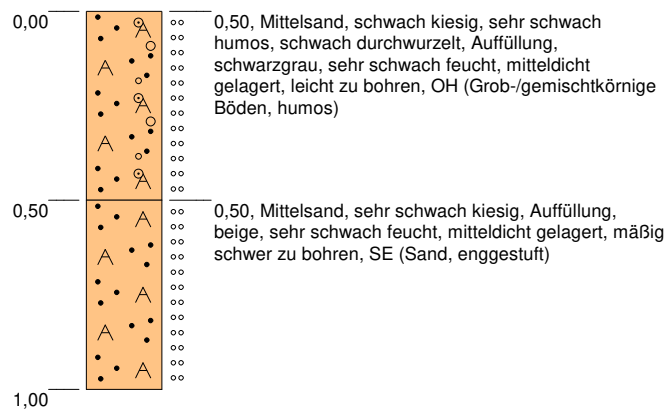 0,00
0,50, Mittelsand, schwach kiesig, sehr schwach
humos, schwach durchwurzelt, Auffüllung,
schwarzgrau, sehr schwach feucht, mitteldicht
gelagert, leicht zu bohren, OH (Grob-/gemischtkörnige
Böden, humos)
0,50
0,50, Mittelsand, sehr schwach kiesig, Auffüllung,
beige, sehr schwach feucht, mitteldicht gelagert, mäßig
schwer zu bohren, SE (Sand, enggestuft)
1,00